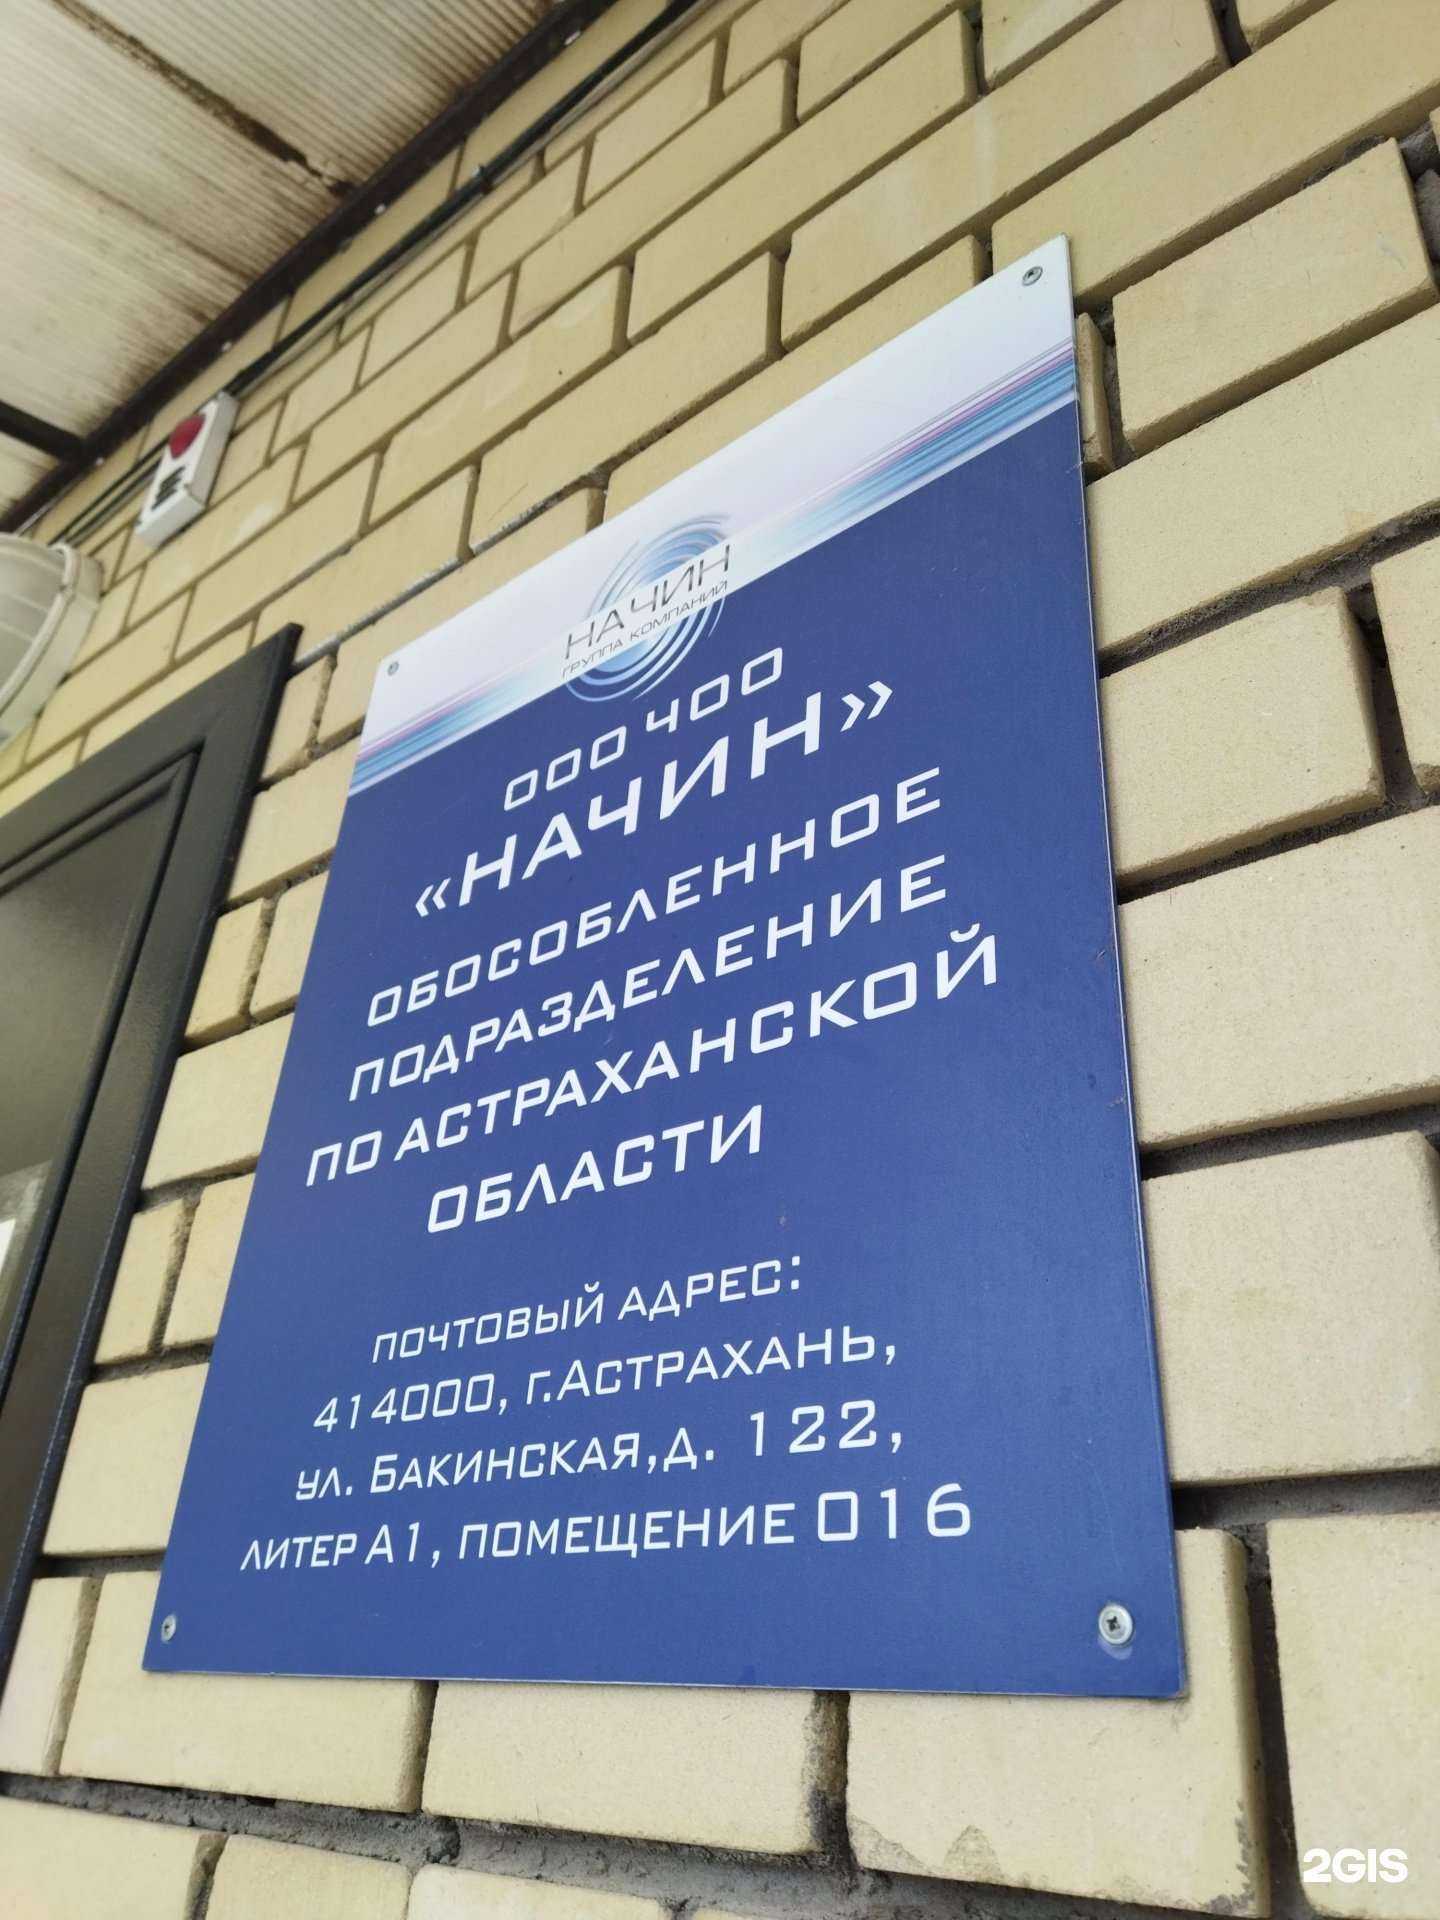 НАЧИН
ГРУППА КОМПАНИЙ
ООО ЧОО
«НАЧИН»
ОБОСОБЛЕННОЕ
ПОДРАЗДЕЛЕНИЕ
ПО АСТРАХАНСКОЙ
ОБЛАСТИ
ПОЧТОВЫЙ АДРЕС:
414000, Г.АСТРАХАНЬ,
УЛ. БАКИНСКАЯ,Д. 122,
ЛИТЕР А1, ПОМЕЩЕНИЕ 016
2GIS